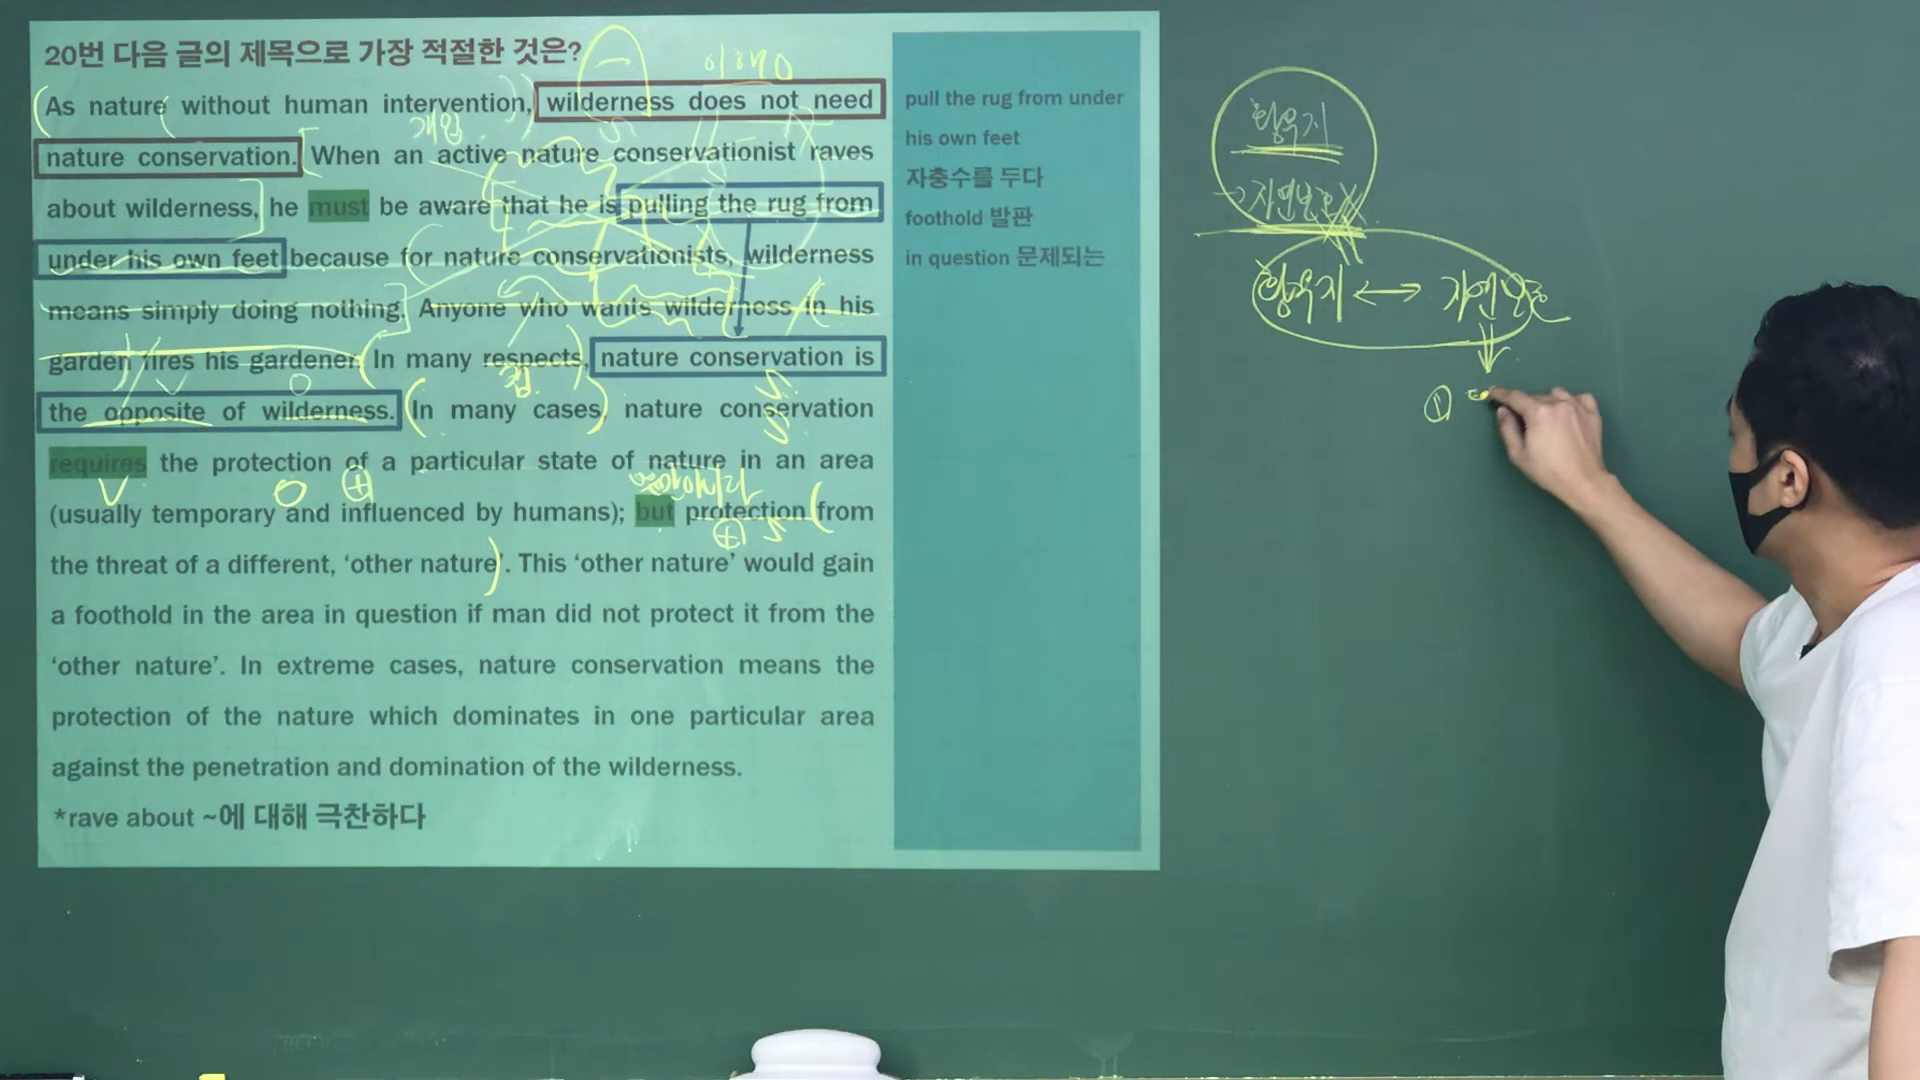 20번 다음 글의 제목으로 가장 적절한 것은?
As nature without human intervention, wilderness does not need
nature conservation. When an active nature conservationist raves
about wilderness, he must be aware that he is pulling the rug from
under his own feet because for nature conservationists, wilderness
means simply doing nothing. Anyone who wants wilderness in his
garden fires his gardener. In many respects, nature conservation is
the opposite of wilderness. In many cases, nature conservation
requires the protection of a particular state of nature in an area
(usually temporary and influenced by humans); but protection from
the threat of a different, ‘other nature’. This ‘other nature’ would gain
a foothold in the area in question if man did not protect it from the
‘other nature’. In extreme cases, nature conservation means the
protection of the nature which dominates in one particular area
against the penetration and domination of the wilderness.
*rave about ~에 대해 극찬하다
pull the rug from under
his own feet
자충수를 두다
foothold 발판
in question 문제되는
황무지
→ 자연보호
황무지 ↔ 자연보호
①